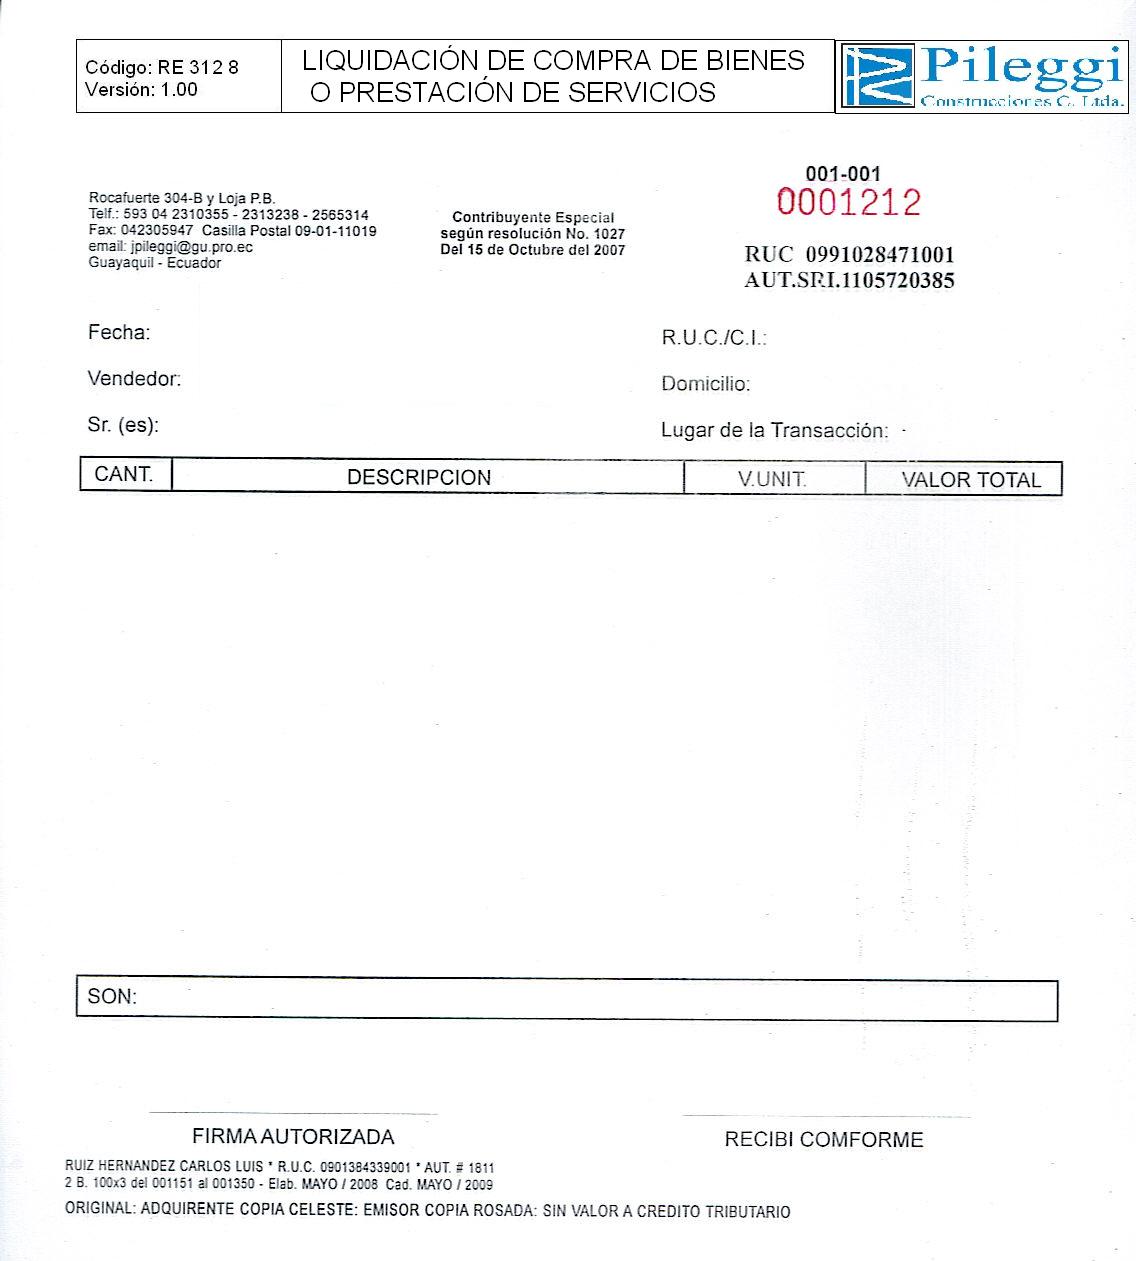 Código: RE 312 8
Versión: 1.00
LIQUIDACIÓN DE COMPRA DE BIENES
O PRESTACIÓN DE SERVICIOS
Pileggi
Construcciones C. Ltda.
001-001
0001212
Rocafuerte 304-B y Loja P.B.
Telf.: 593 04 2310355 - 2313238 - 2565314
Fax: 042305947 Casilla Postal 09-01-11019
email: jpileggi@gu.pro.ec
Guayaquil - Ecuador
Contribuyente Especial
según resolución No. 1027
Del 15 de Octubre del 2007
RUC 0991028471001
AUT.SRI.1105720385
Fecha:
R.U.C./C.I.:
Vendedor:
Domicilio:
Sr. (es):
Lugar de la Transacción:
CANT. DESCRIPCION V.UNIT. VALOR TOTAL
SON:
FIRMA AUTORIZADA
RECIBI COMFORME
RUIZ HERNANDEZ CARLOS LUIS * R.U.C. 0901384339001 * AUT. # 1811
2 B. 100x3 del 001151 al 001350 - Elab. MAYO / 2008 Cad. MAYO / 2009
ORIGINAL: ADQUIRENTE COPIA CELESTE: EMISOR COPIA ROSADA: SIN VALOR A CREDITO TRIBUTARIO